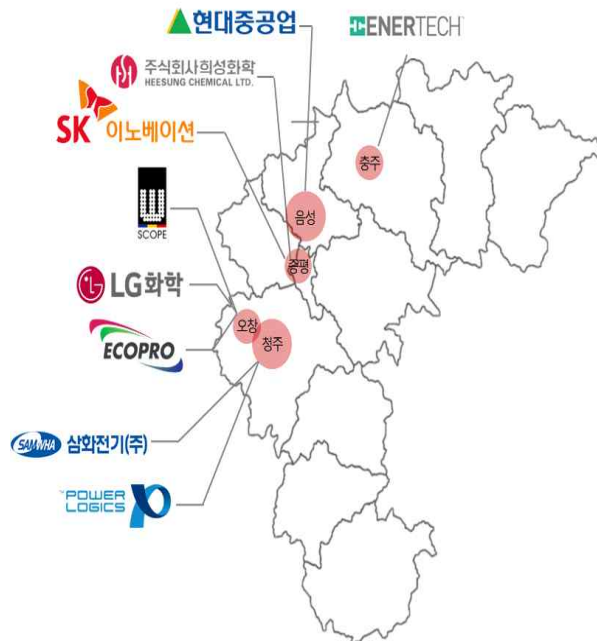 현대중공업
ENERTECH
주식회사희성화학
HEESUNG CHEMICAL LTD.
SK 이노베이션
충주
W
SCOPE
음성
증평
LG화학
오창
ECOPRO
청주
SAMWHA 삼화전기(주)
POWER
LOGICS